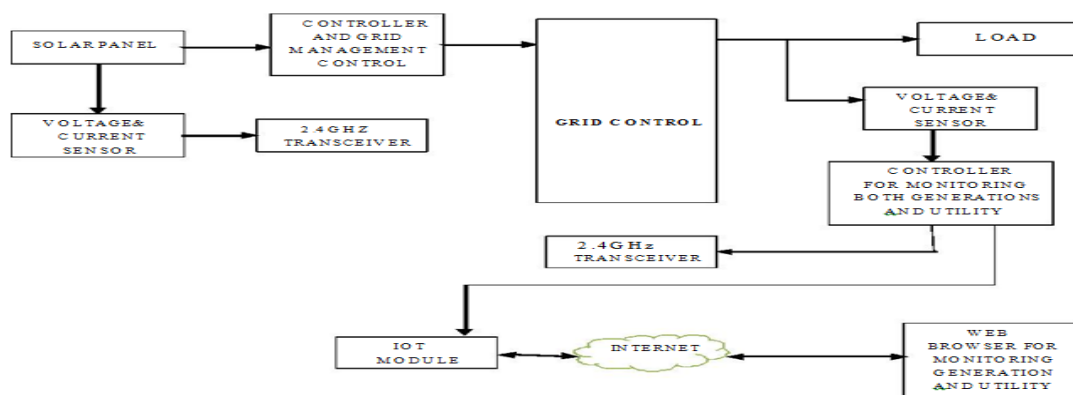 SOLAR PANEL
CONTROLLER
AND GRID
MANAGEMENT
CONTROL
GRID CONTROL
LOAD
VOLTAGE&
CURRENT
SENSOR
2.4GHZ
TRANSCEIVER
VOLTAGE&
CURRENT
SENSOR
CONTROLLER
FOR MONITORING
BOTH GENERATIONS
AND UTILITY
2.4GHz
TRANSCEIVER
IOT
MODULE
INTERNET
WEB
BROWSER FOR
MONITORING
GENERATION
AND UTILITY